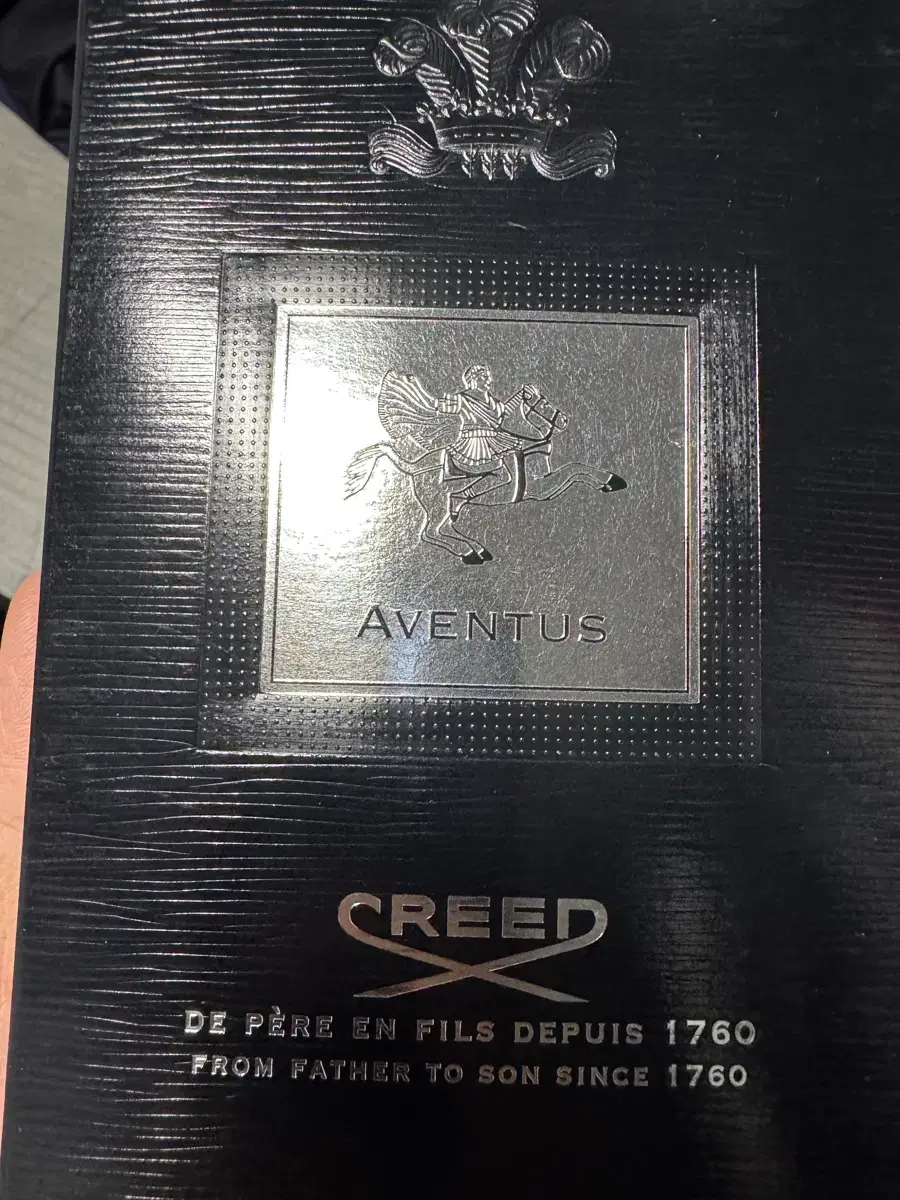 AVENTUS
CREED
DE PÈRE EN FILS DEPUIS 1760
FROM FATHER TO SON SINCE 1760